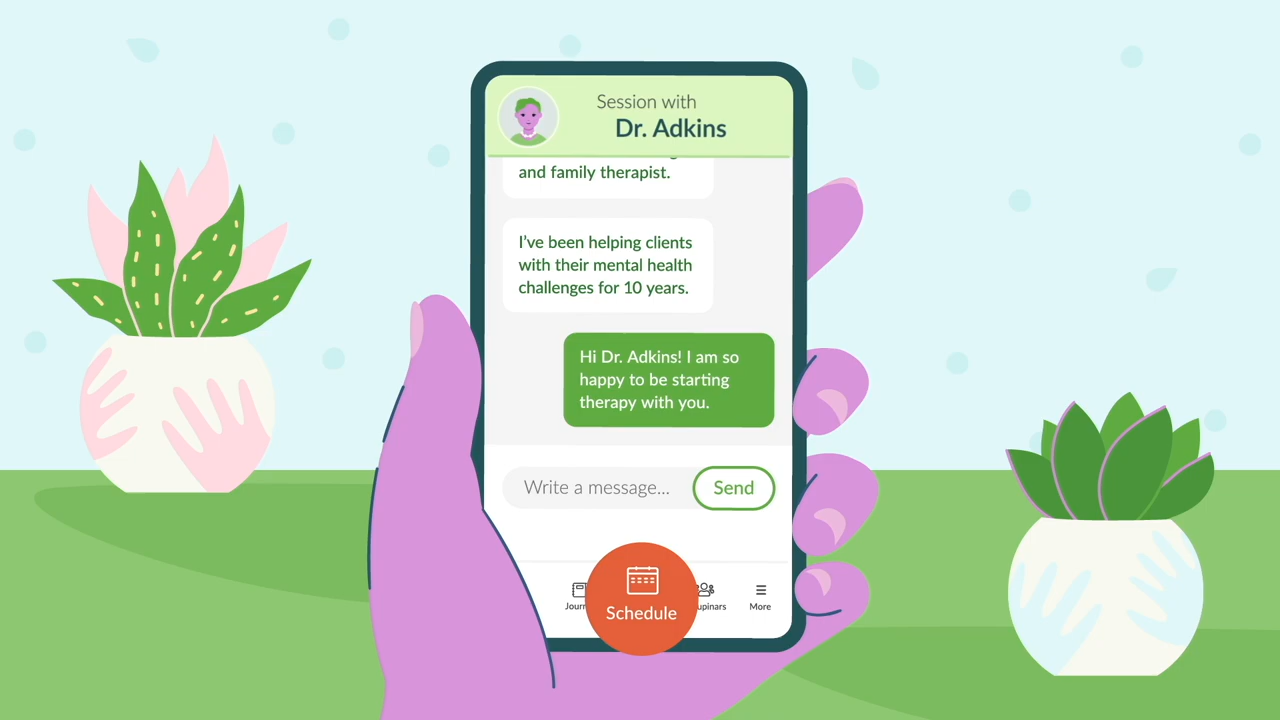 Session with
Dr. Adkins
and family therapist.
I've been helping clients
with their mental health
challenges for 10 years.
Hi Dr. Adkins! I am so
happy to be starting
therapy with you.
Write a message...
Send
Schedule
More